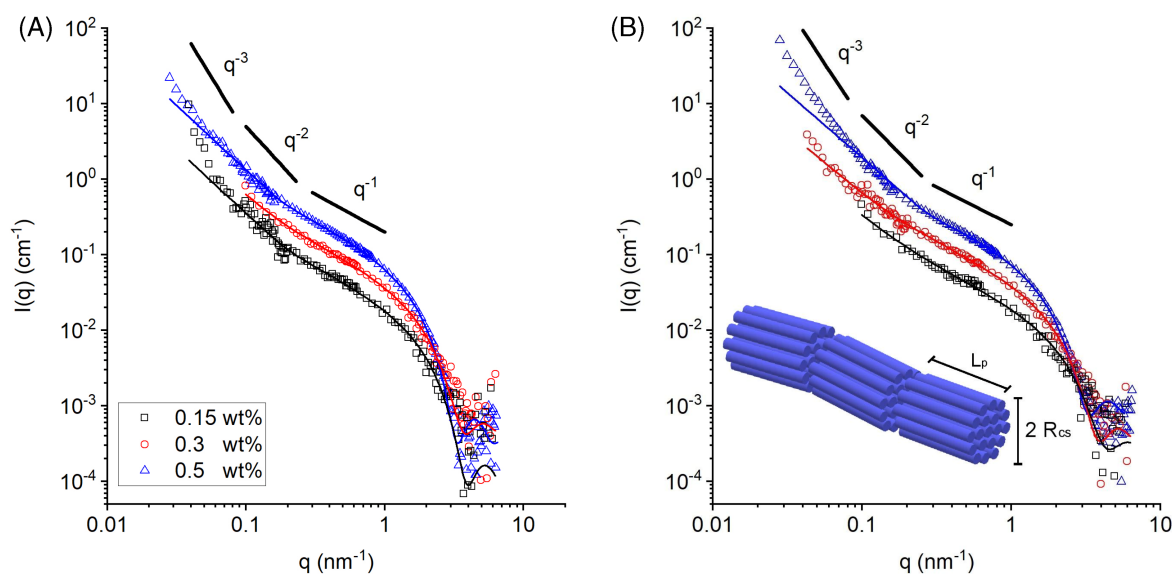 (A)
10²
10¹
10⁰
10⁻¹
10⁻²
10⁻³
10⁻⁴
I(q) (cm⁻¹)
q⁻³
q⁻²
q⁻¹
0.15 wt%
0.3 wt%
0.5 wt%
0.01 0.1 1 10
q (nm⁻¹)
(B)
10²
10¹
10⁰
10⁻¹
10⁻²
10⁻³
10⁻⁴
I(q) (cm⁻¹)
q⁻³
q⁻²
q⁻¹
Lₚ
2 R꜀ₛ
0.01 0.1 1 10
q (nm⁻¹)